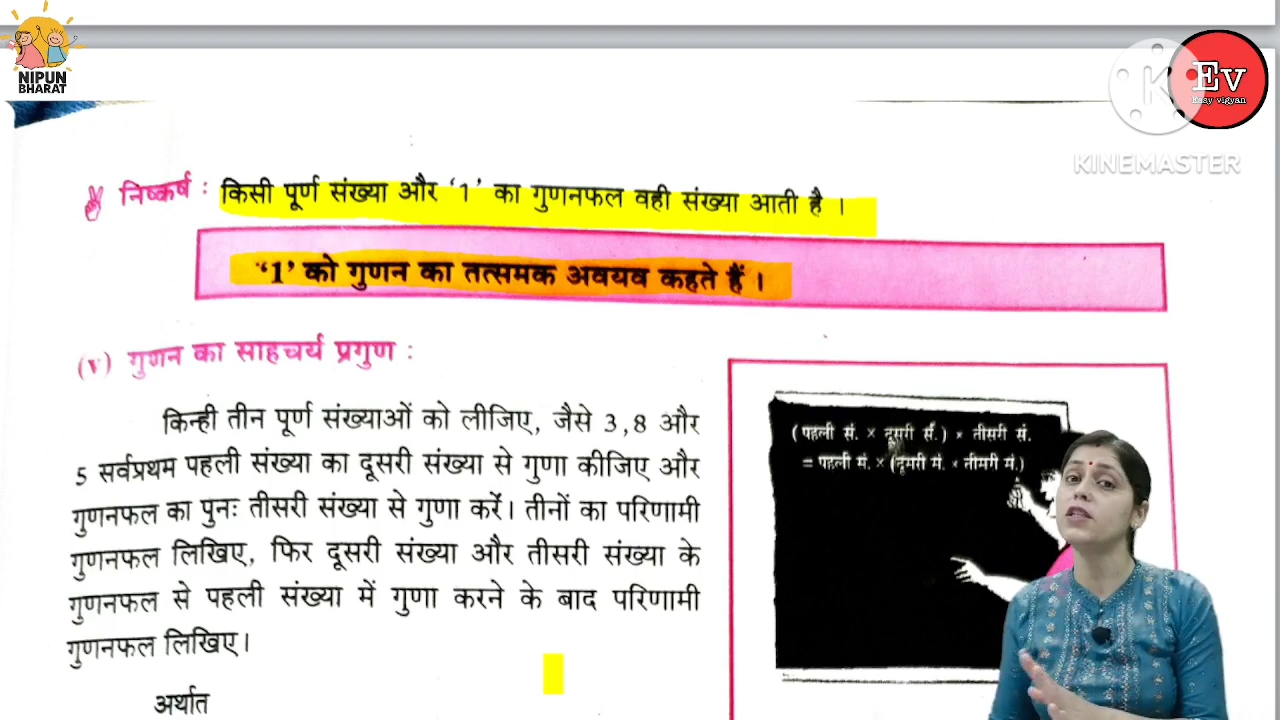 NIPUN
BHARAT
Ev
Easy vigyan
K
KINEMASTER
निष्कर्ष : किसी पूर्ण संख्या और ‘1’ का गुणनफल वही संख्या आती है ।
‘1’ को गुणन का तत्समक अवयव कहते हैं ।
(v) गुणन का साहचर्य प्रगुण :
किन्ही तीन पूर्ण संख्याओं को लीजिए, जैसे 3,8 और
5 सर्वप्रथम पहली संख्या का दूसरी संख्या से गुणा कीजिए और
गुणनफल का पुनः तीसरी संख्या से गुणा करें। तीनों का परिणामी
गुणनफल लिखिए, फिर दूसरी संख्या और तीसरी संख्या के
गुणनफल से पहली संख्या में गुणा करने के बाद परिणामी
गुणनफल लिखिए।
अर्थात
(पहली सं. × दूसरी सं.) × तीसरी सं.
= पहली सं. × (दूसरी सं. × तीसरी सं.)